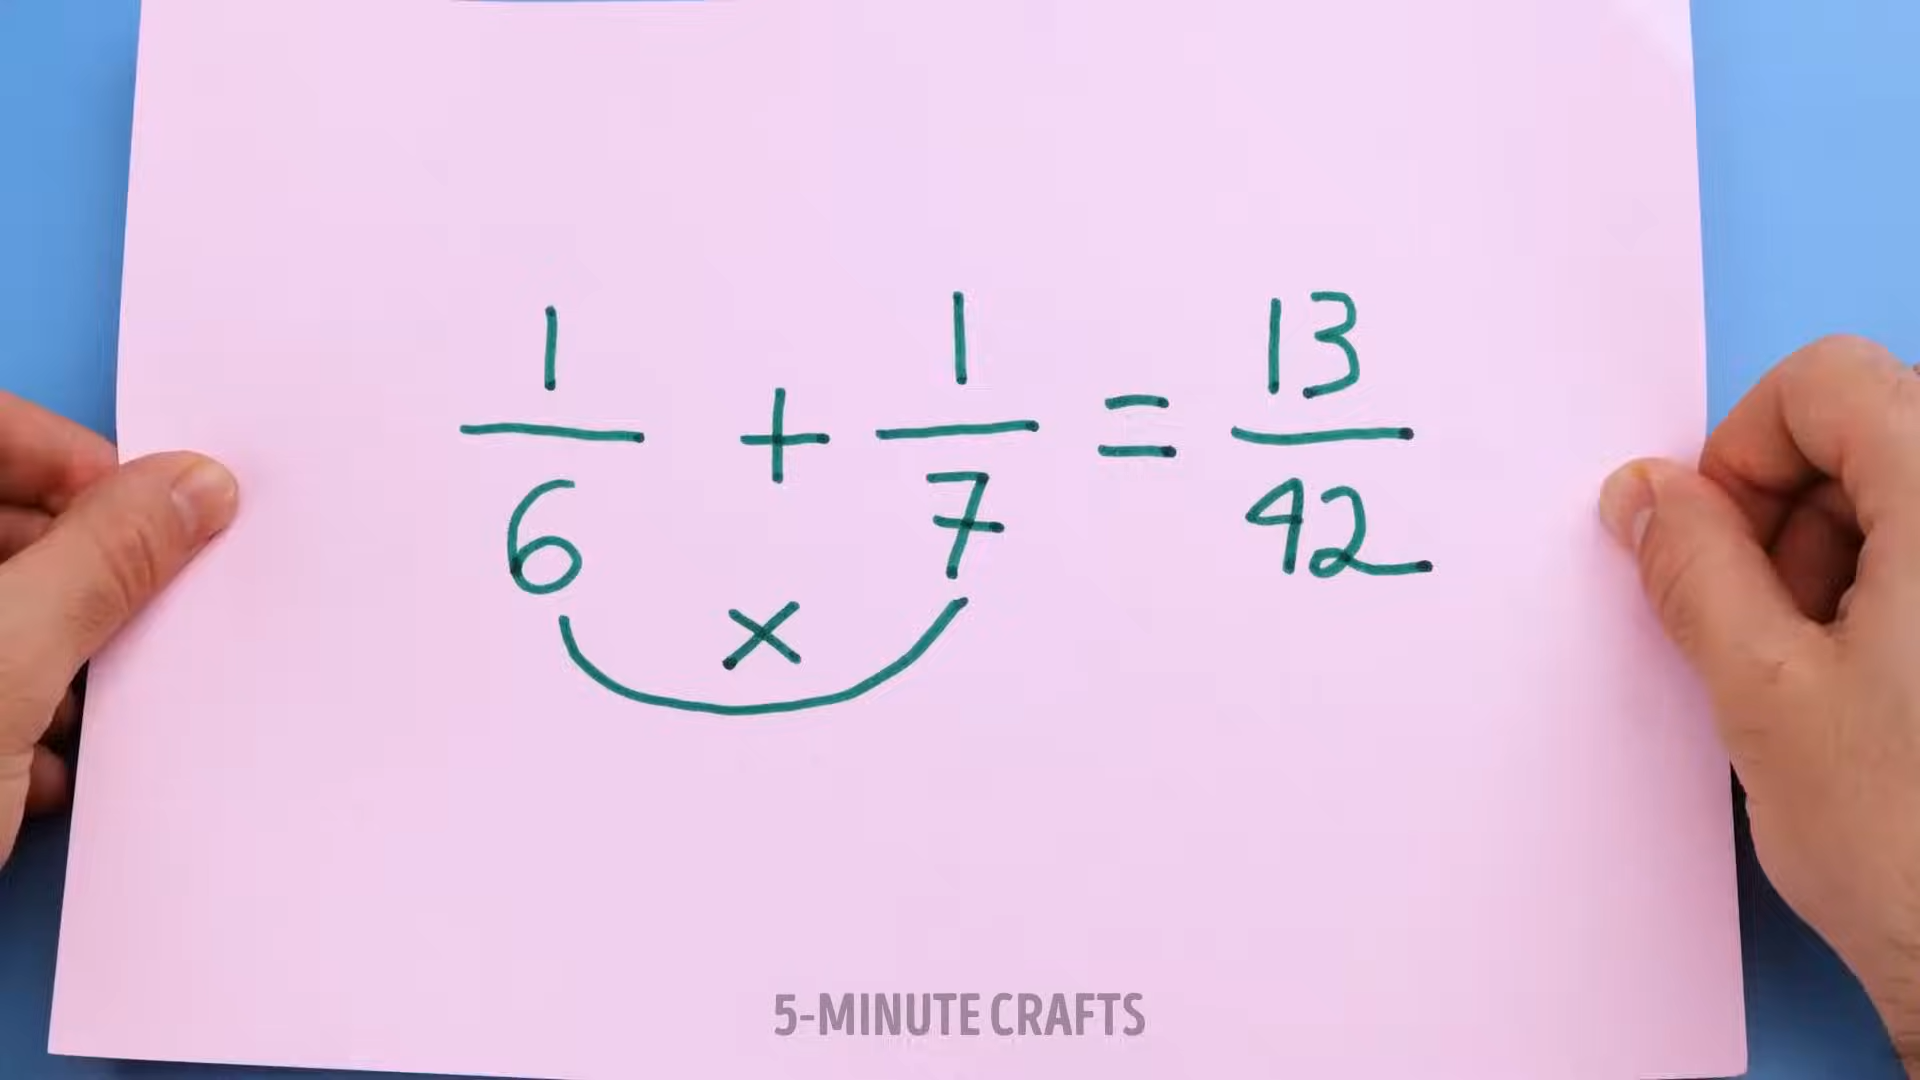 1/6 + 1/7 = 13/42
×
5-MINUTE CRAFTS